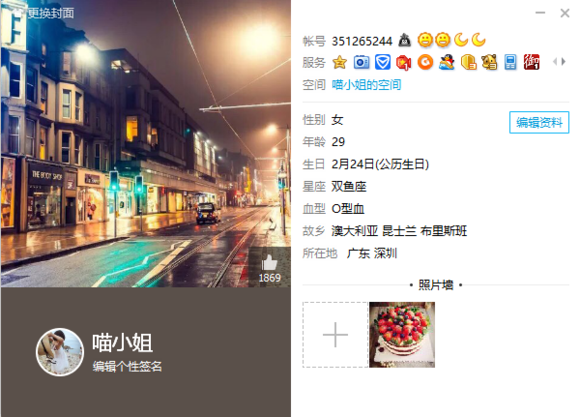 更换封面
THE BODY SHOP
1869
喵小姐
编辑个性签名
帐号 351265244
服务
空间 喵小姐的空间
性别 女
编辑资料
年龄 29
生日 2月24日(公历生日)
星座 双鱼座
血型 O型血
故乡 澳大利亚 昆士兰 布里斯班
所在地 广东 深圳
• 照片墙 •